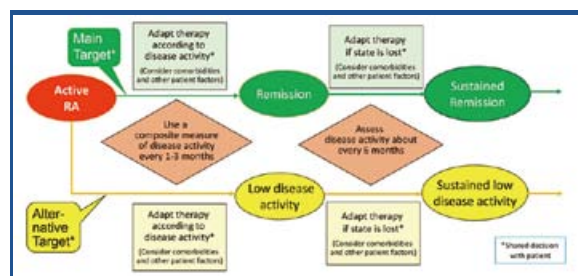 Main
Target*
Adapt therapy
according to
disease activity*
(Consider comorbidities
and other patient factors)
Adapt therapy
if state is lost*
(Consider comorbidities
and other patient factors)
Active
RA
Remission
Sustained
Remission
Use a
composite measure
of disease activity
every 1-3 months
Assess
disease activity about
every 6 months
Low disease
activity
Sustained low
disease activity
Alter-
native
Target*
Adapt therapy
according to
disease activity*
(Consider comorbidities
and other patient factors)
Adapt therapy
if state is lost*
(Consider comorbidities
and other patient factors)
*Shared decision
with patient